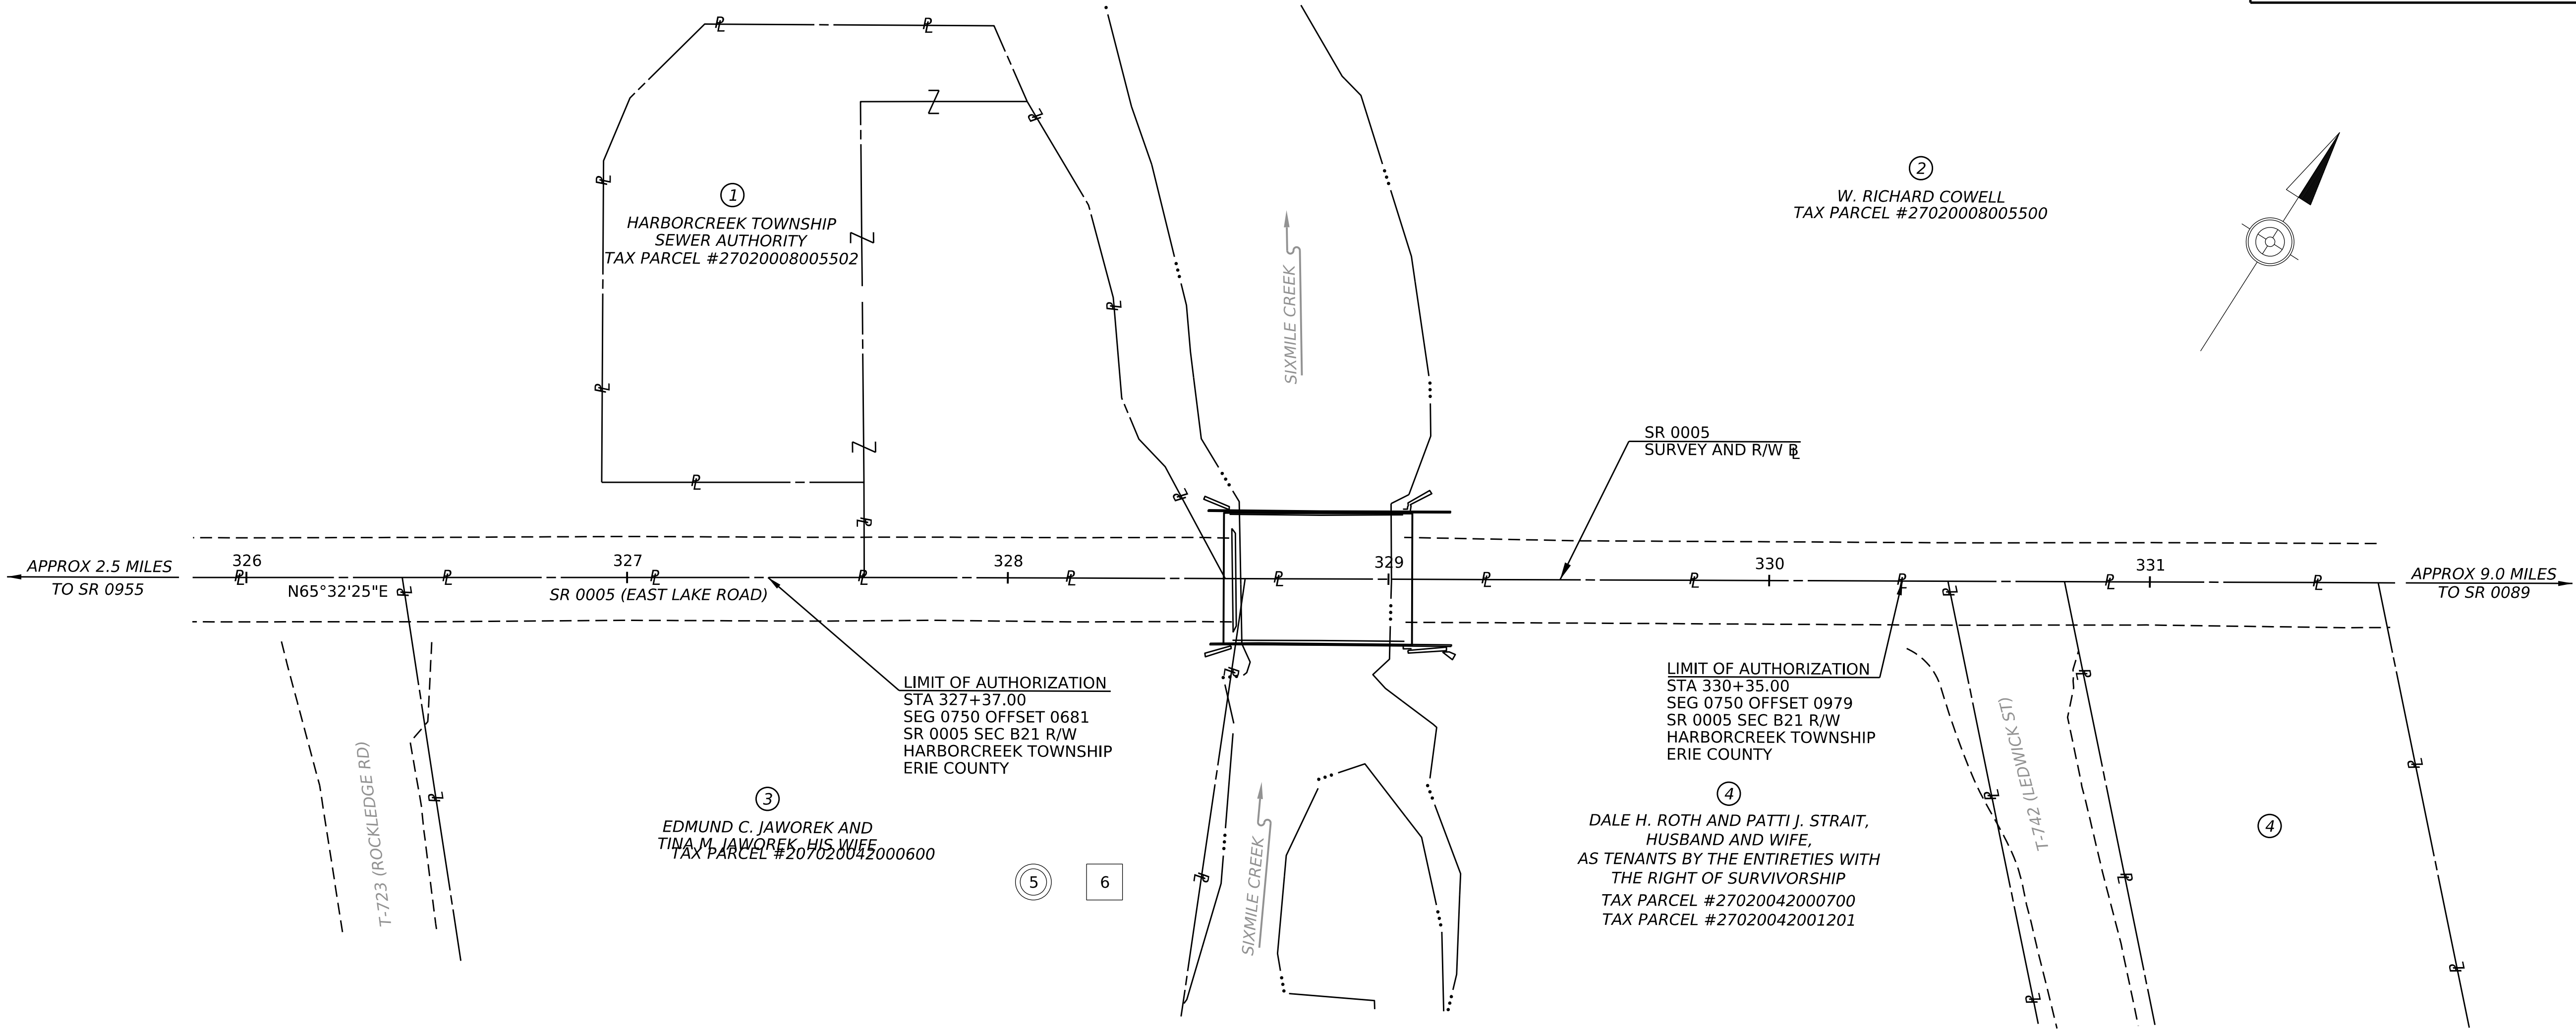 1
HARBORCREEK TOWNSHIP
SEWER AUTHORITY
TAX PARCEL #27020008005502
2
W. RICHARD COWELL
TAX PARCEL #27020008005500
SIXMILE CREEK
SR 0005
SURVEY AND R/W BL
APPROX 2.5 MILES
TO SR 0955
326
327
328
329
330
331
N65°32'25"E
SR 0005 (EAST LAKE ROAD)
APPROX 9.0 MILES
TO SR 0089
LIMIT OF AUTHORIZATION
STA 327+37.00
SEG 0750 OFFSET 0681
SR 0005 SEC B21 R/W
HARBORCREEK TOWNSHIP
ERIE COUNTY
LIMIT OF AUTHORIZATION
STA 330+35.00
SEG 0750 OFFSET 0979
SR 0005 SEC B21 R/W
HARBORCREEK TOWNSHIP
ERIE COUNTY
T-723 (ROCKLEDGE RD)
3
EDMUND C. JAWOREK AND
TINA M. JAWOREK, HIS WIFE
TAX PARCEL #207020042000600
5
6
SIXMILE CREEK
4
DALE H. ROTH AND PATTI J. STRAIT,
HUSBAND AND WIFE,
AS TENANTS BY THE ENTIRETIES WITH
THE RIGHT OF SURVIVORSHIP
TAX PARCEL #27020042000700
TAX PARCEL #27020042001201
T-742 (LEDWICK ST)
4